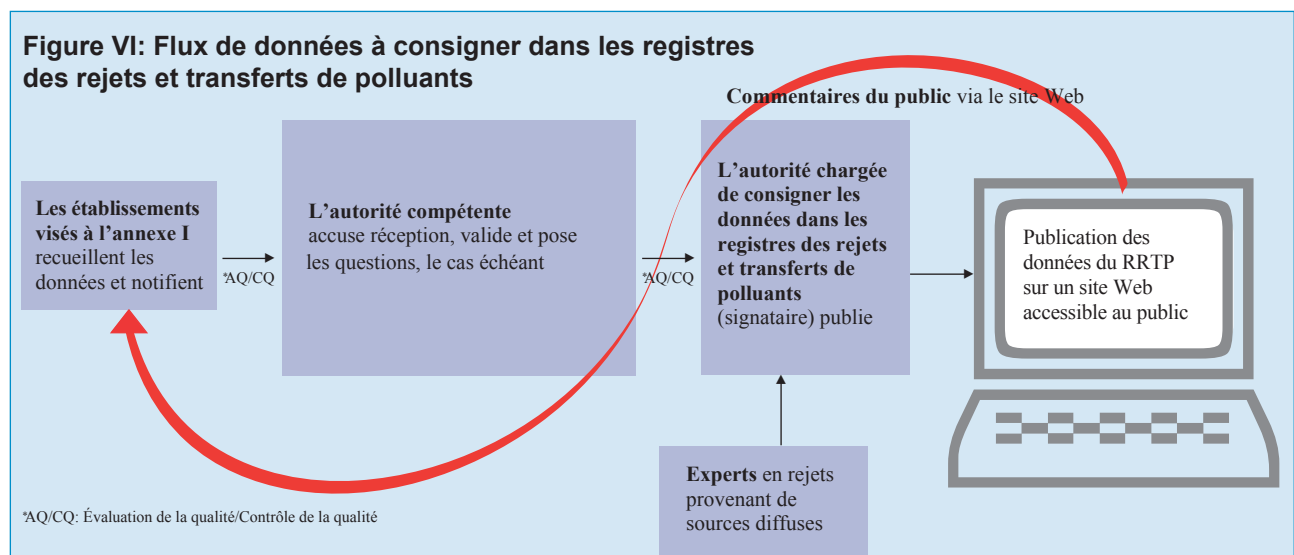 Figure VI: Flux de données à consigner dans les registres
des rejets et transferts de polluants
Commentaires du public via le site Web
Les établissements
visés à l'annexe I
recueillent les
données et notifient
*AQ/CQ
L'autorité compétente
accuse réception, valide et pose
les questions, le cas échéant
*AQ/CQ
L'autorité chargée
de consigner les
données dans les
registres des rejets
et transferts de
polluants
(signataire) publie
Publication des
données du RRTP
sur un site Web
accessible au public
Experts en rejets
provenant de
sources diffuses
*AQ/CQ: Évaluation de la qualité/Contrôle de la qualité